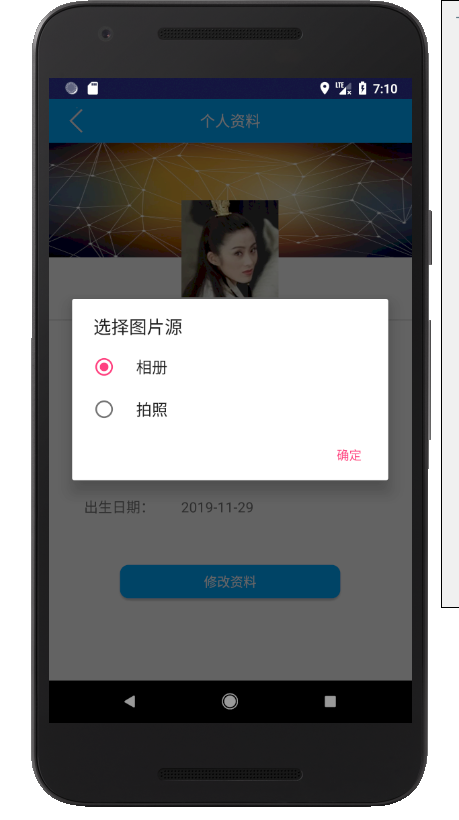 LTE 7:10
个人资料
选择图片源
相册
拍照
确定
出生日期: 2019-11-29
修改资料